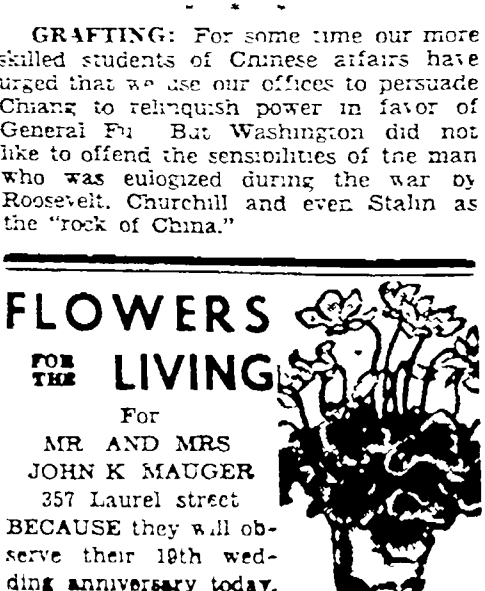 * * *
GRAFTING: For some time our more
skilled students of Chinese affairs have
urged that we use our offices to persuade
Chiang to relinquish power in favor of
General Fu But Washington did not
like to offend the sensibilities of the man
who was eulogized during the war by
Roosevelt, Churchill and even Stalin as
the "rock of China."
FLOWERS
FOR THE LIVING
For
MR AND MRS
JOHN K MAUGER
357 Laurel street
BECAUSE they will ob-
serve their 19th wed-
ding anniversary today.